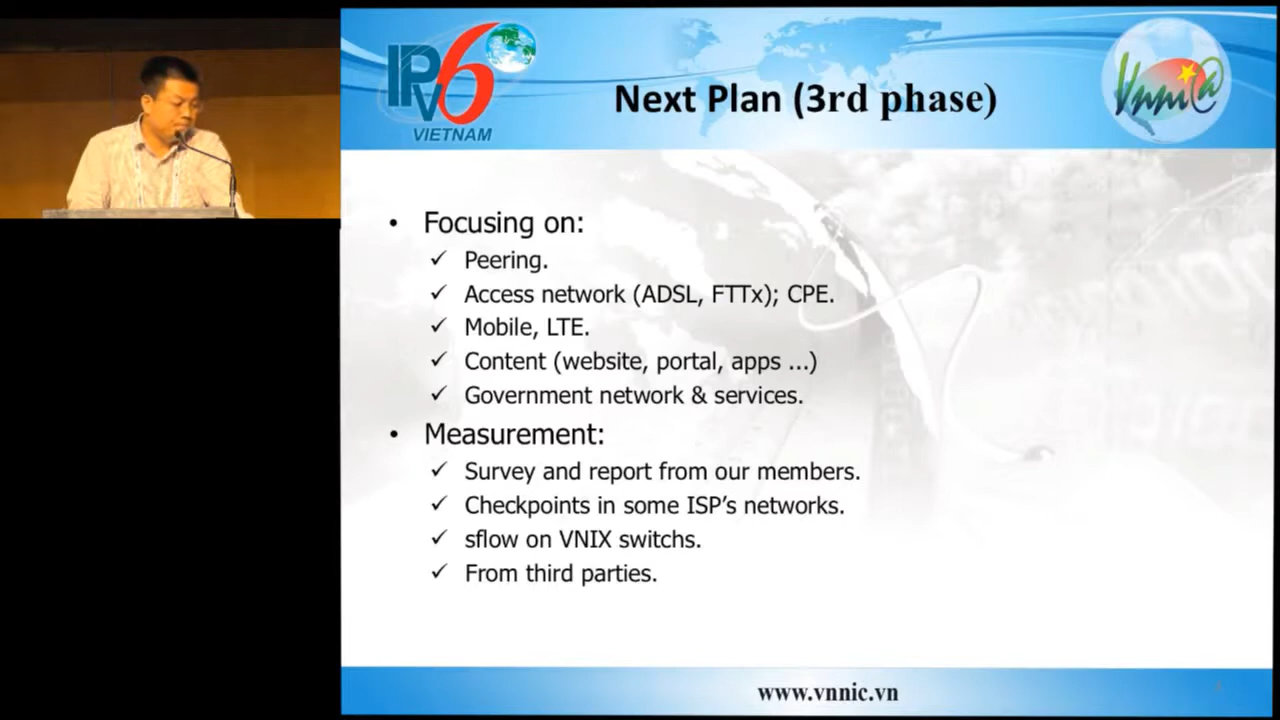 IPV6
VIETNAM
Next Plan (3rd phase)
Vnnic
• Focusing on:
✓ Peering.
✓ Access network (ADSL, FTTx); CPE.
✓ Mobile, LTE.
✓ Content (website, portal, apps ...)
✓ Government network & services.
• Measurement:
✓ Survey and report from our members.
✓ Checkpoints in some ISP's networks.
✓ sflow on VNIX switchs.
✓ From third parties.
www.vnnic.vn